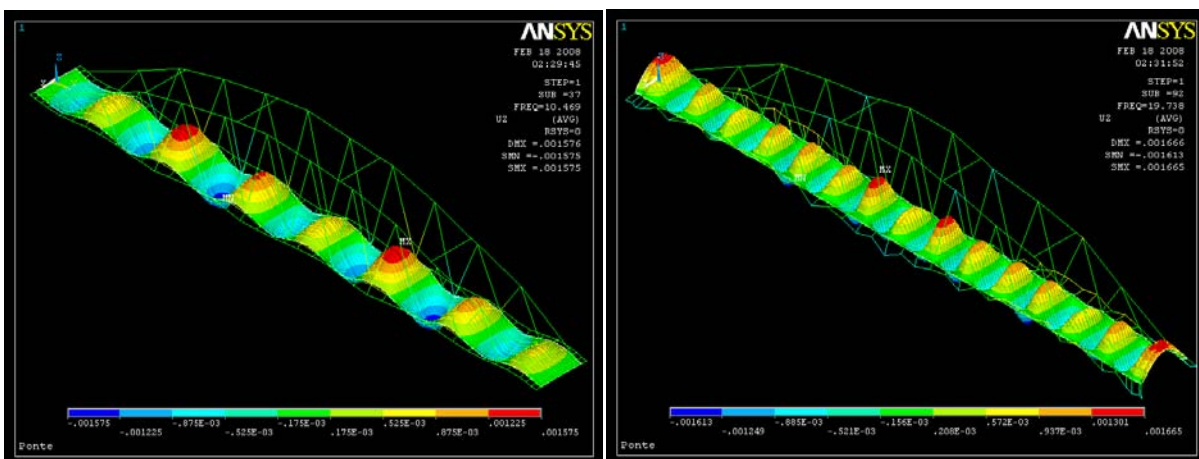 1
ANSYS
FEB 18 2008
02:29:45
STEP=1
SUB =37
FREQ=10.469
UZ (AVG)
RSYS=0
DMX =.001576
SMN =-.001575
SMX =.001575
Z
MN
MX
-.001575 -.875E-03 -.175E-03 .525E-03 .001225
-.001225 -.525E-03 .175E-03 .875E-03 .001575
Ponte
1
ANSYS
FEB 18 2008
02:31:52
STEP=1
SUB =92
FREQ=19.738
UZ (AVG)
RSYS=0
DMX =.001666
SMN =-.001613
SMX =.001665
MX
MN
-.001613 -.885E-03 -.156E-03 .572E-03 .001301
-.001249 -.521E-03 .208E-03 .937E-03 .001665
Ponte